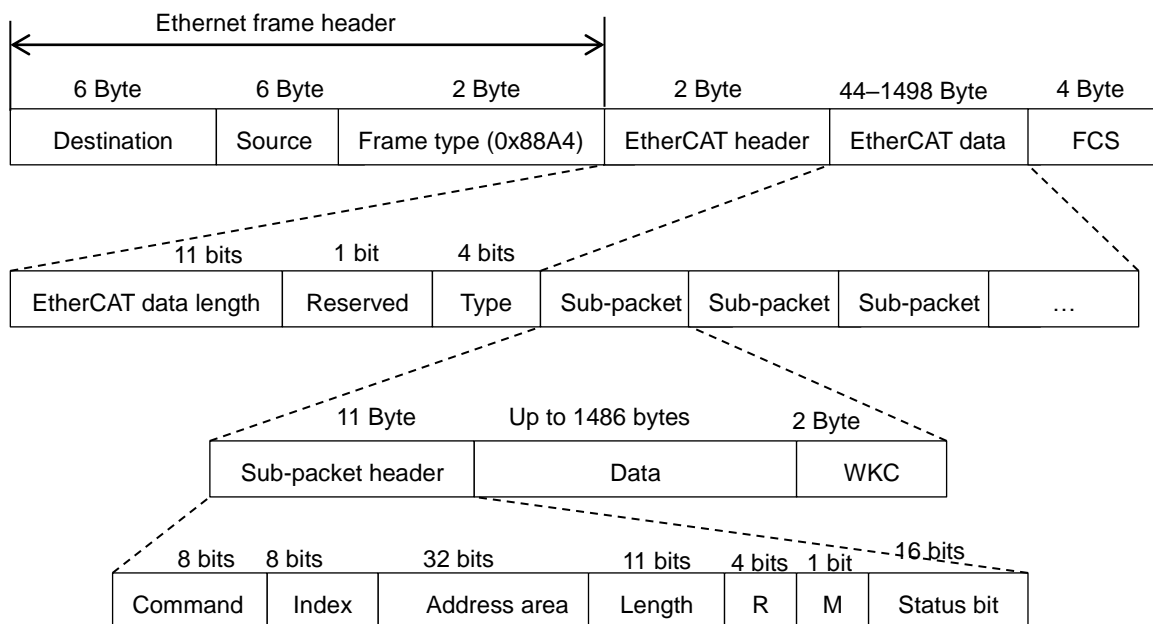 Ethernet frame header
6 Byte 6 Byte 2 Byte 2 Byte 44–1498 Byte 4 Byte
Destination Source Frame type (0x88A4) EtherCAT header EtherCAT data FCS
11 bits 1 bit 4 bits
EtherCAT data length Reserved Type Sub-packet Sub-packet Sub-packet …
11 Byte Up to 1486 bytes 2 Byte
Sub-packet header Data WKC
8 bits 8 bits 32 bits 11 bits 4 bits 1 bit 16 bits
Command Index Address area Length R M Status bit